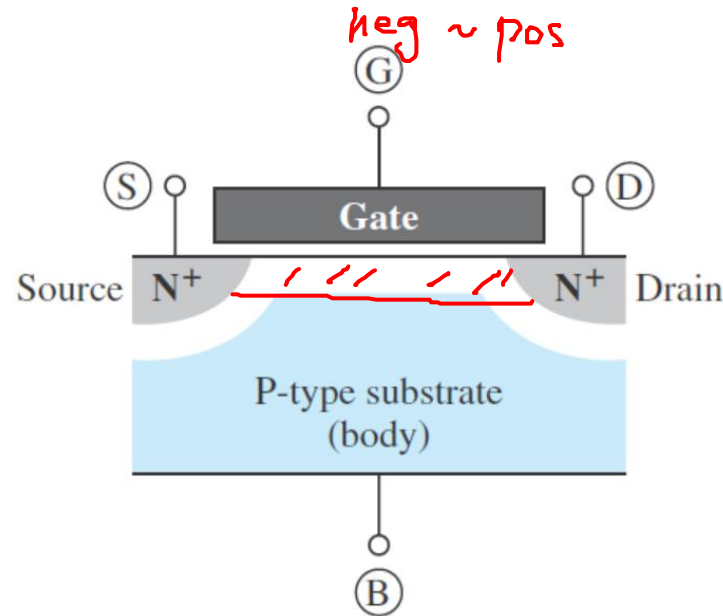 neg ~ pos
G
S
D
Gate
Source N+
N+ Drain
P-type substrate
(body)
B